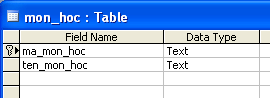 mon_hoc : Table
Field Name Data Type
ma_mon_hoc Text
ten_mon_hoc Text